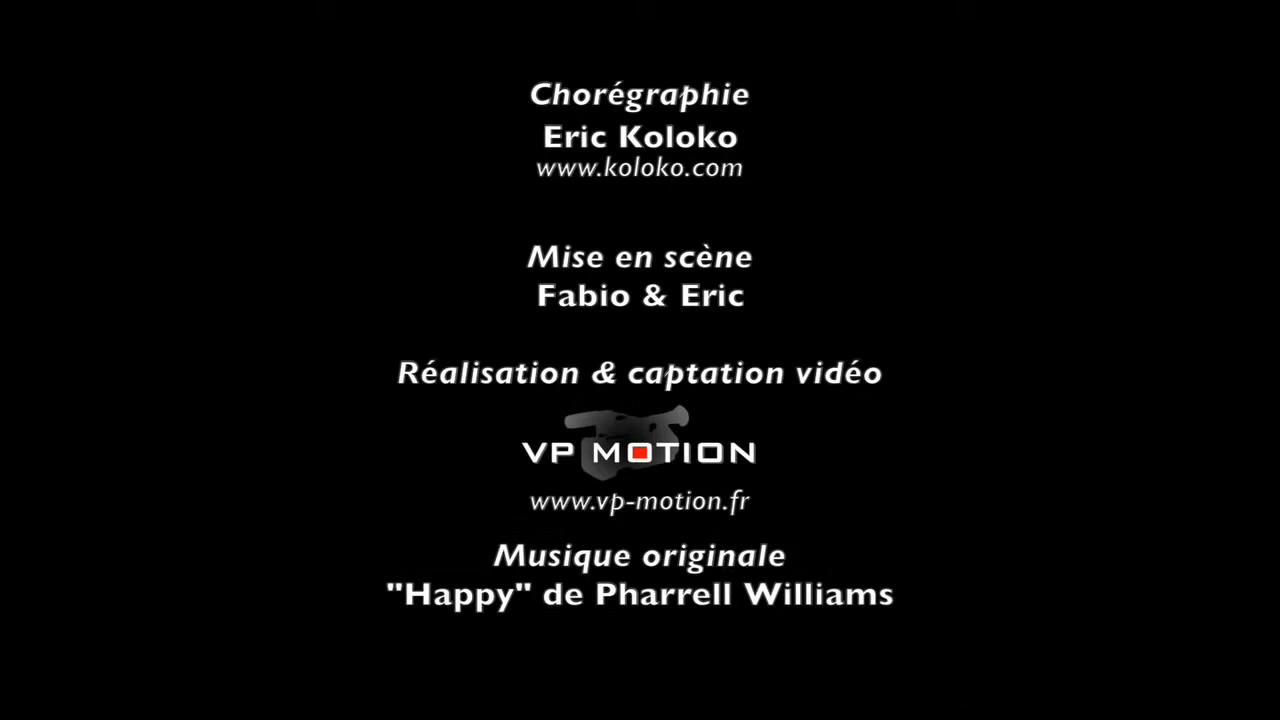 Chorégraphie
Eric Koloko
www.koloko.com
Mise en scène
Fabio & Eric
Réalisation & captation vidéo
VP MOTION
www.vp-motion.fr
Musique originale
"Happy" de Pharrell Williams